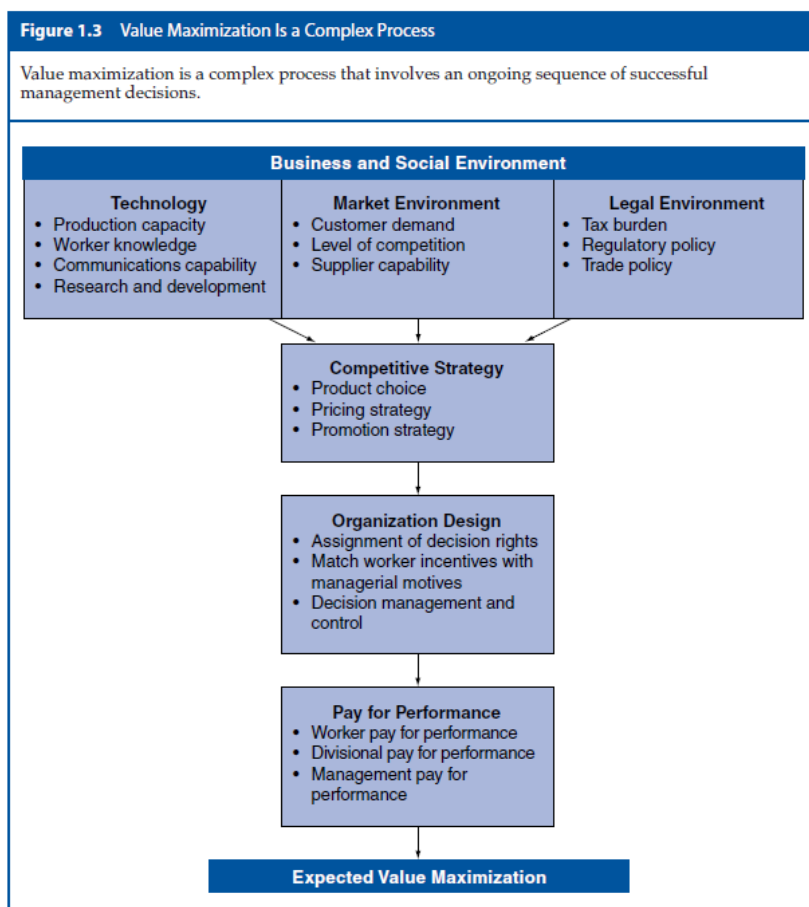 Figure 1.3 Value Maximization Is a Complex Process
Value maximization is a complex process that involves an ongoing sequence of successful
management decisions.
Business and Social Environment
Technology
• Production capacity
• Worker knowledge
• Communications capability
• Research and development
Market Environment
• Customer demand
• Level of competition
• Supplier capability
Legal Environment
• Tax burden
• Regulatory policy
• Trade policy
Competitive Strategy
• Product choice
• Pricing strategy
• Promotion strategy
Organization Design
• Assignment of decision rights
• Match worker incentives with
managerial motives
• Decision management and
control
Pay for Performance
• Worker pay for performance
• Divisional pay for performance
• Management pay for
performance
Expected Value Maximization